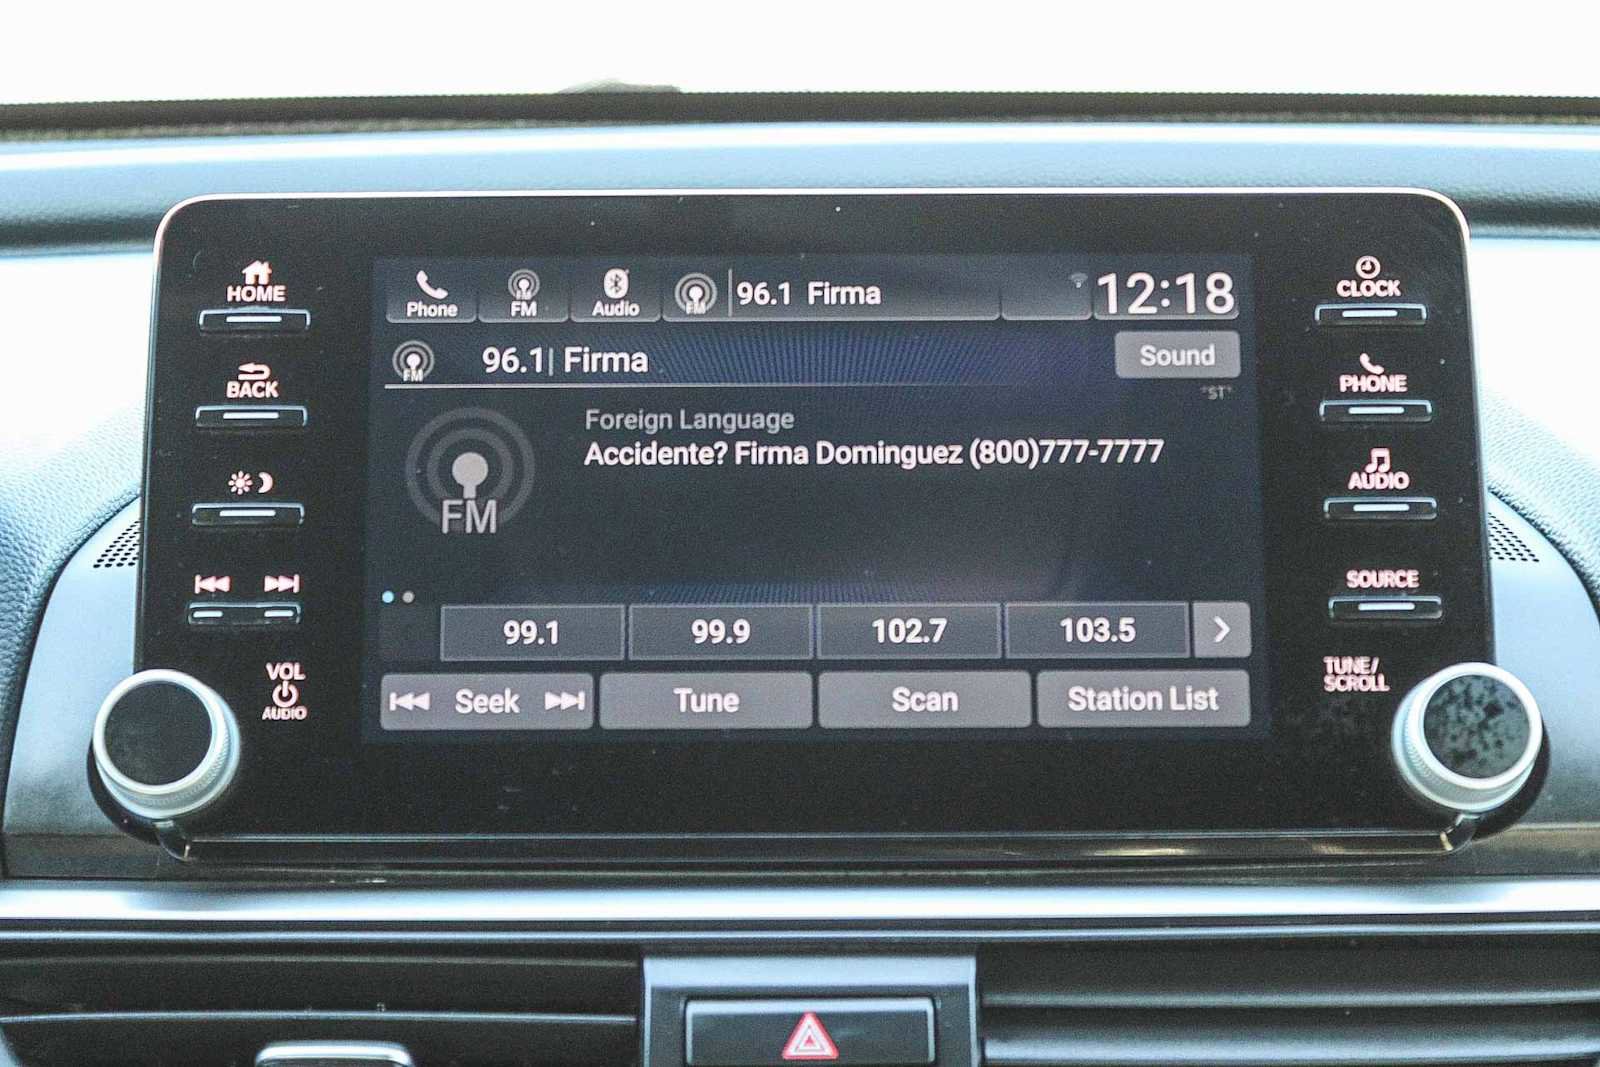 HOME
BACK
VOL
AUDIO
Phone
FM
Audio
FM
96.1 Firma
12:18
FM
96.1| Firma
Sound
"ST"
Foreign Language
Accidente? Firma Dominguez (800)777-7777
FM
99.1
99.9
102.7
103.5
Seek
Tune
Scan
Station List
CLOCK
PHONE
AUDIO
SOURCE
TUNE/
SCROLL